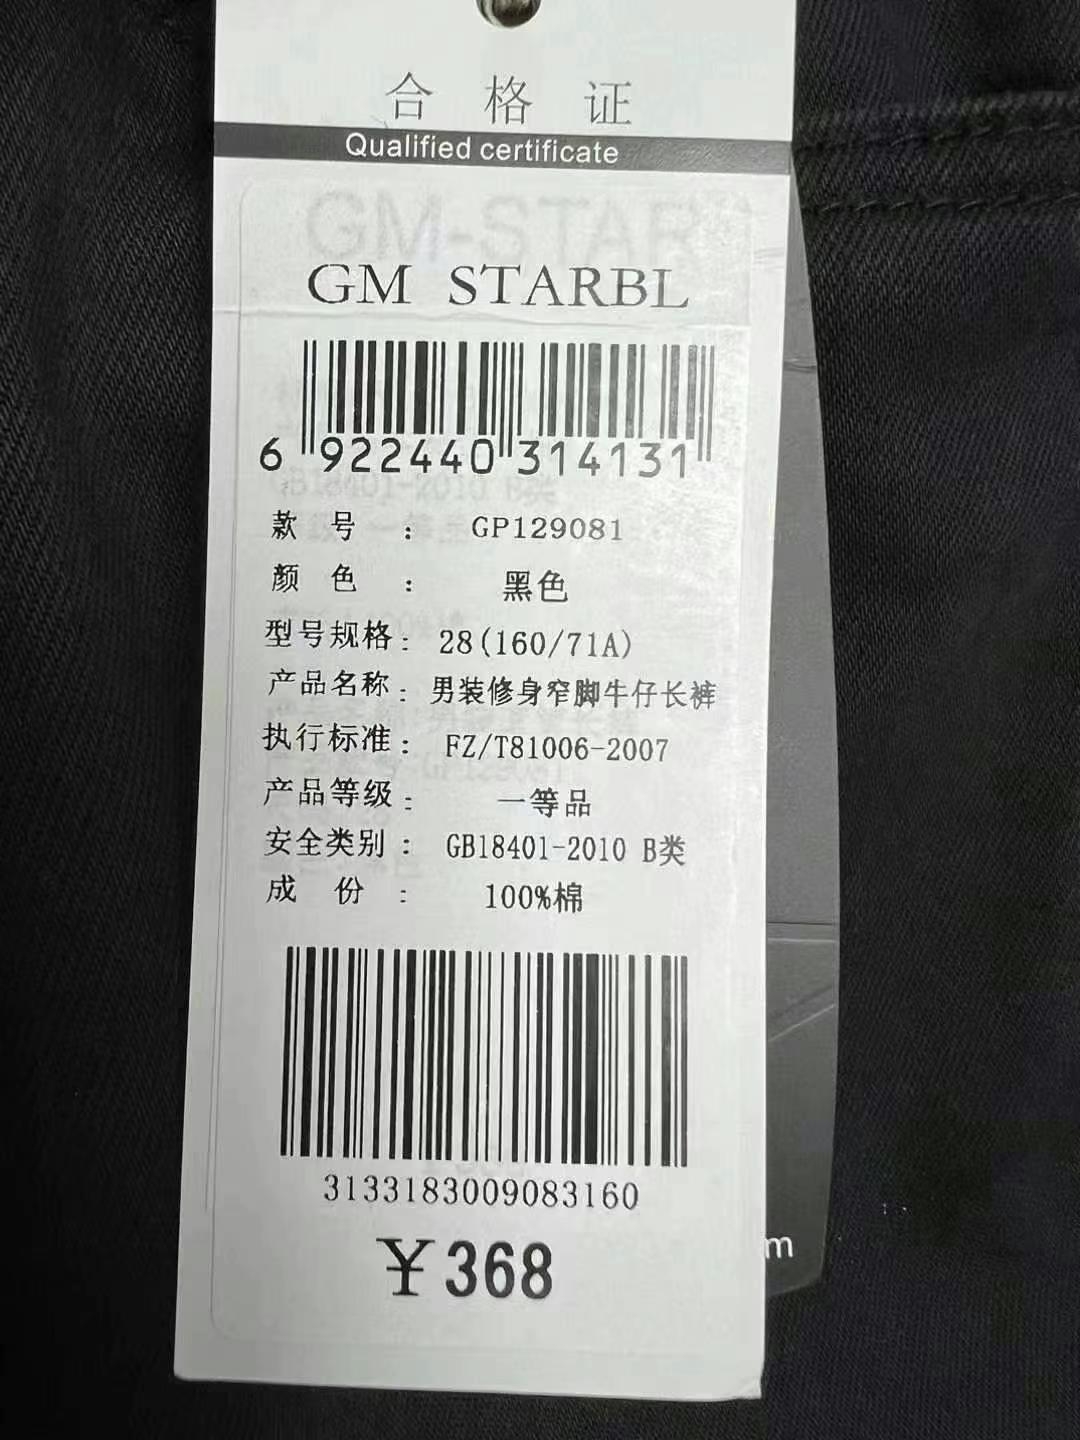 合格证
Qualified certificate
GM-STAR
GM STARBL
6 922440 314131
款号 : GP129081
颜色 : 黑色
型号规格: 28(160/71A)
产品名称: 男装修身窄脚牛仔长裤
执行标准: FZ/T81006-2007
产品等级: 一等品
安全类别: GB18401-2010 B类
成份 : 100%棉
3133183009083160
¥368
m